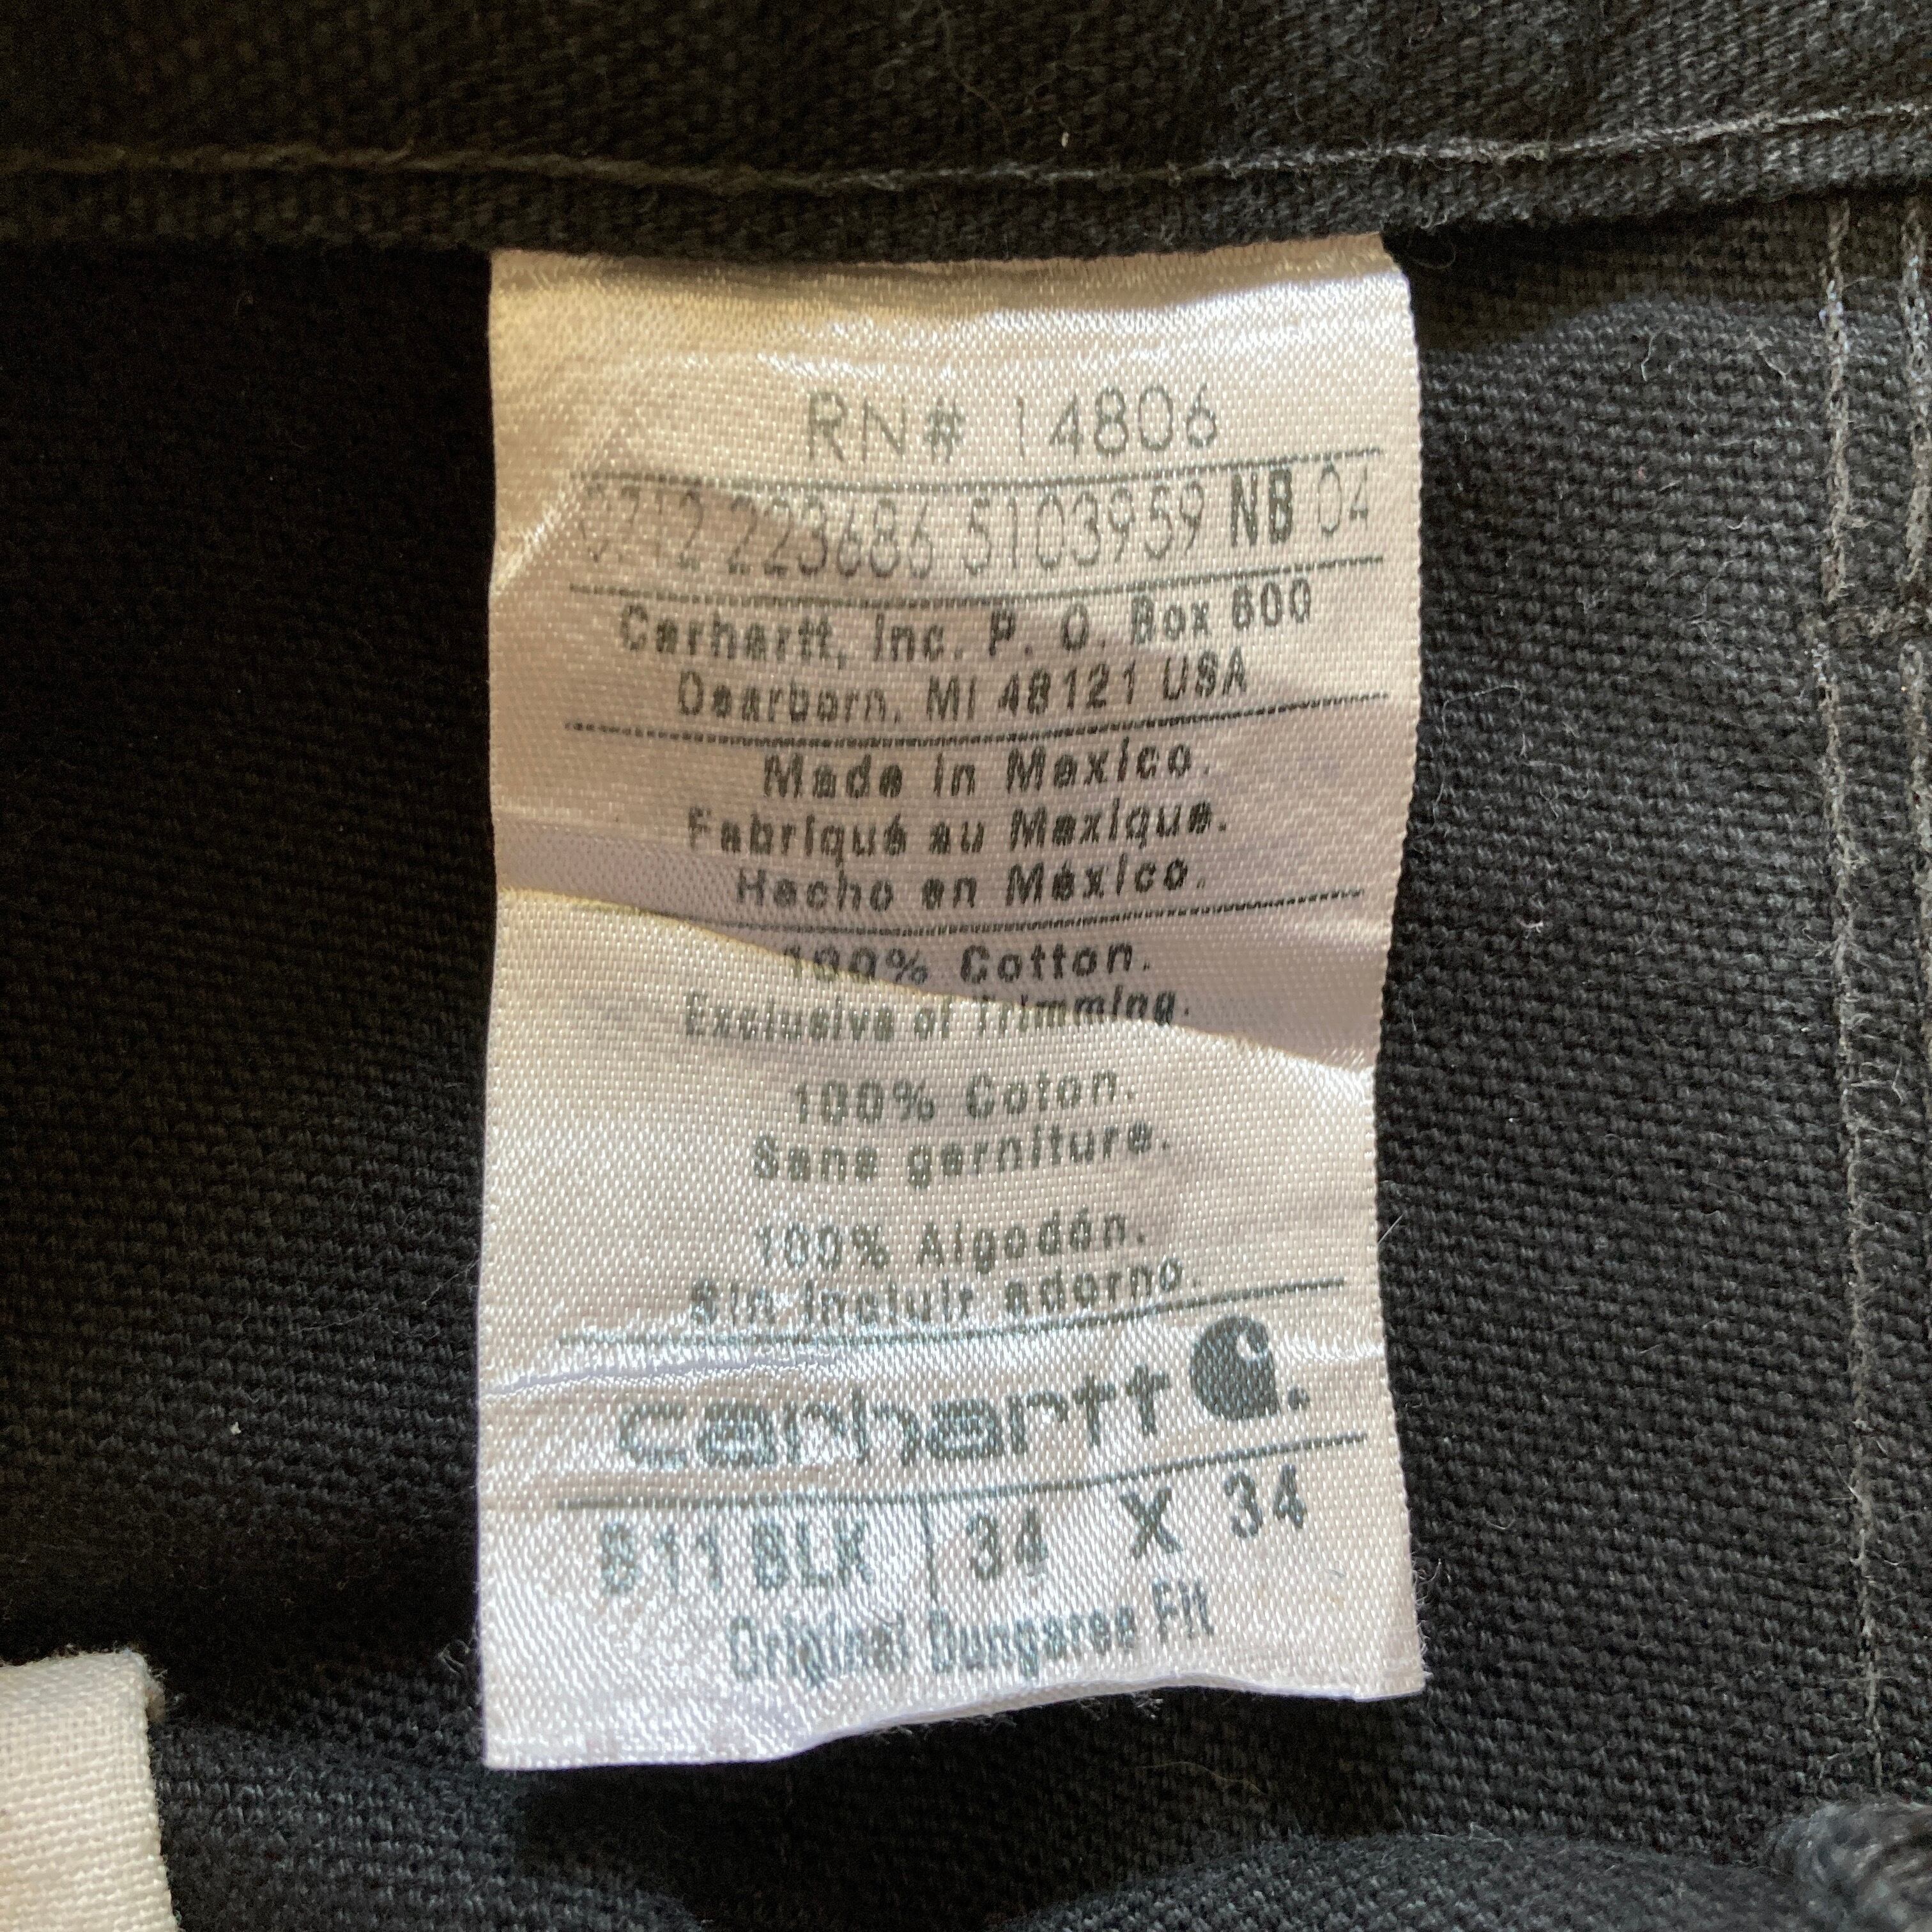 RN# 14806
0712 223686 5103959 NB 04
Carhartt, Inc. P. O. Box 600
Dearborn, MI 48121 USA
Made in Mexico.
Fabriqué au Mexique.
Hecho en México.
100% Cotton.
Exclusive of Trimming.
100% Coton.
Sans garniture.
100% Algodón.
Sin incluir adorno.
carhartt
BLK 34 X 34
Original Dungaree Fit